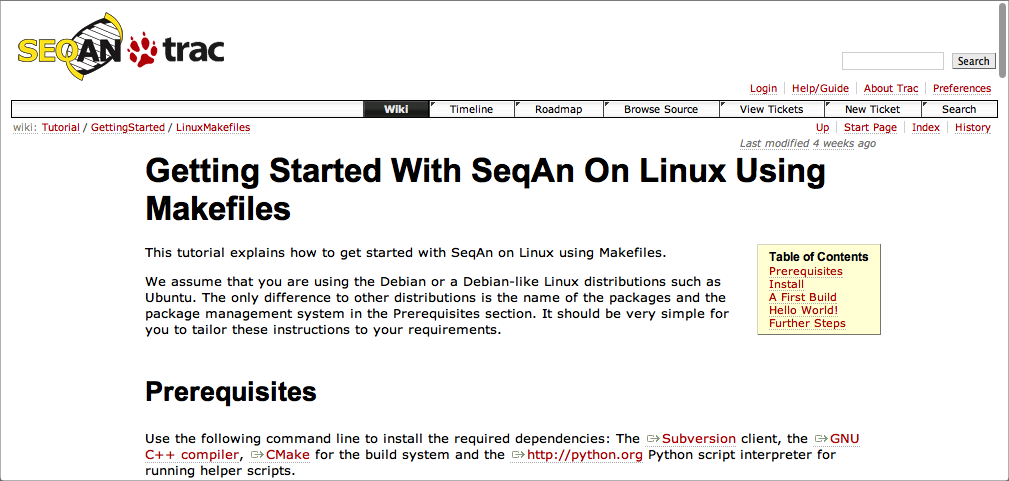 SEQAN trac
Search
Login Help/Guide About Trac Preferences
Wiki Timeline Roadmap Browse Source View Tickets New Ticket Search
wiki: Tutorial / GettingStarted / LinuxMakefiles Up Start Page Index History
Last modified 4 weeks ago
Getting Started With SeqAn On Linux Using
Makefiles
This tutorial explains how to get started with SeqAn on Linux using Makefiles.
We assume that you are using the Debian or a Debian-like Linux distributions such as
Ubuntu. The only difference to other distributions is the name of the packages and the
package management system in the Prerequisites section. It should be very simple for
you to tailor these instructions to your requirements.
Table of Contents
Prerequisites
Install
A First Build
Hello World!
Further Steps
Prerequisites
Use the following command line to install the required dependencies: The Subversion client, the GNU
C++ compiler, CMake for the build system and the http://python.org Python script interpreter for
running helper scripts.